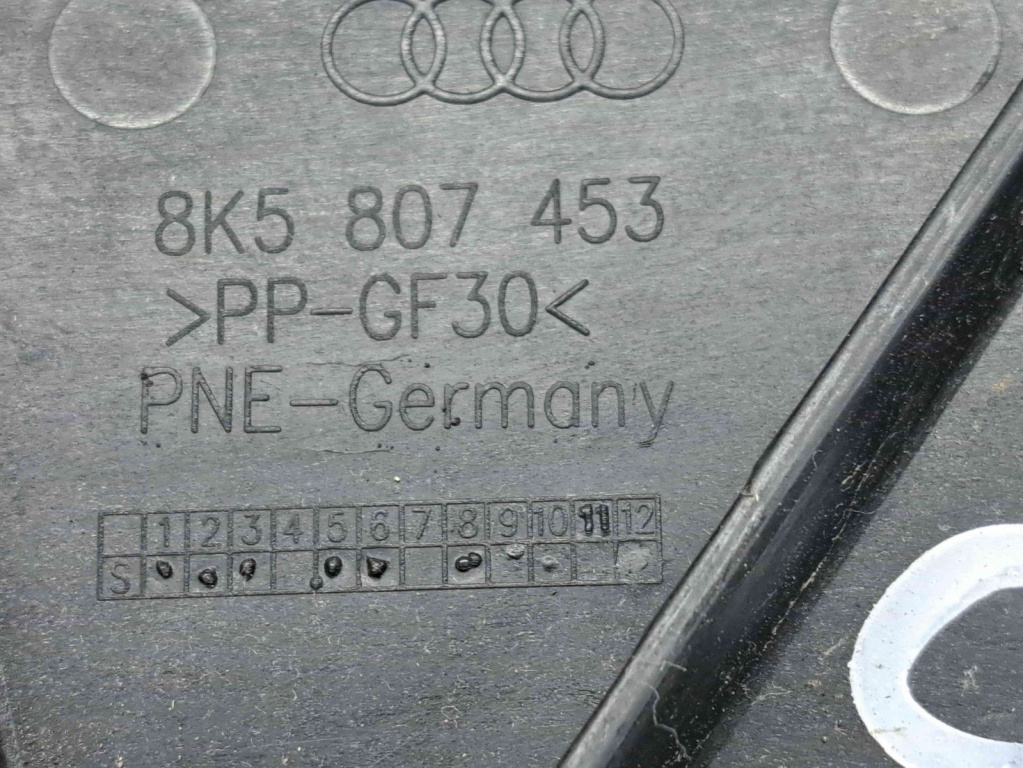 8K5 807 453
>PP-GF30<
PNE-Germany
1 2 3 4 5 6 7 8 9 10 11 12
S